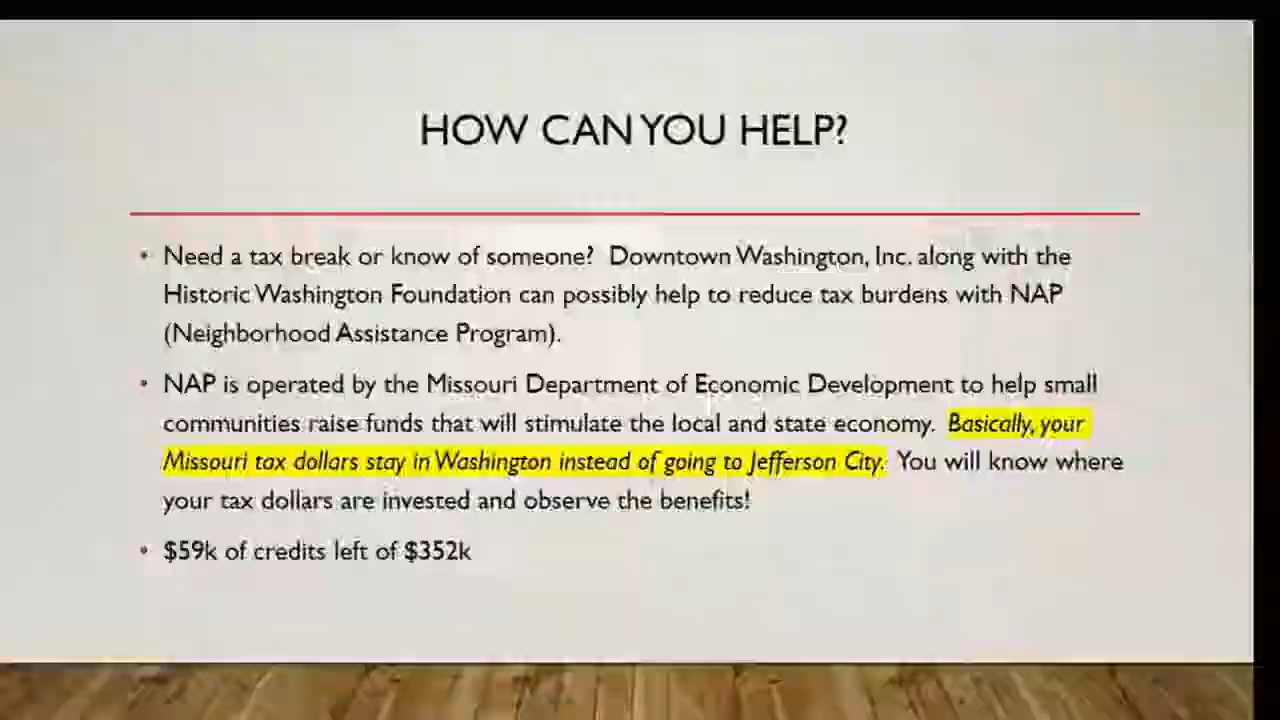 HOW CAN YOU HELP?
• Need a tax break or know of someone? Downtown Washington, Inc. along with the
Historic Washington Foundation can possibly help to reduce tax burdens with NAP
(Neighborhood Assistance Program).
• NAP is operated by the Missouri Department of Economic Development to help small
communities raise funds that will stimulate the local and state economy. Basically, your
Missouri tax dollars stay in Washington instead of going to Jefferson City. You will know where
your tax dollars are invested and observe the benefits!
• $59k of credits left of $352k